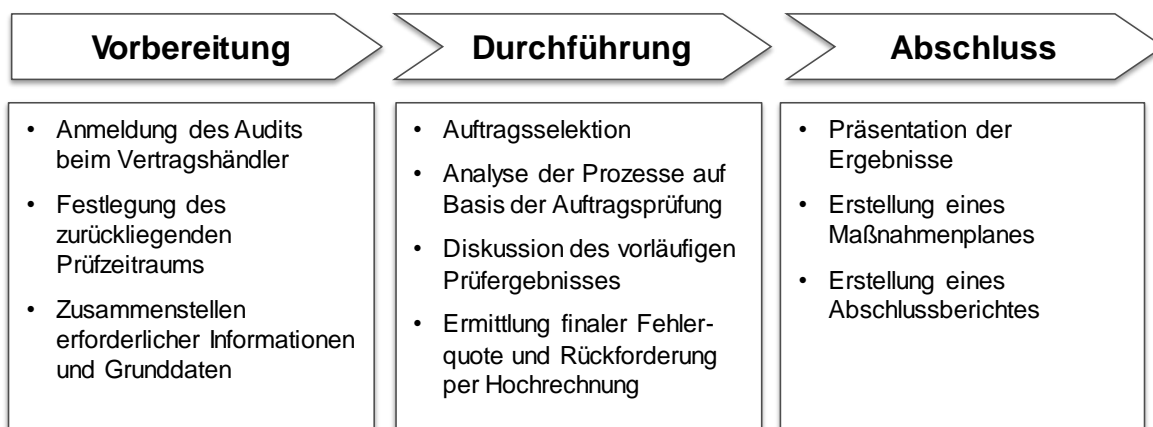 Vorbereitung
Durchführung
Abschluss
• Anmeldung des Audits
beim Vertragshändler
• Festlegung des
zurückliegenden
Prüfzeitraums
• Zusammenstellen
erforderlicher Informationen
und Grunddaten
• Auftragsselektion
• Analyse der Prozesse auf
Basis der Auftragsprüfung
• Diskussion des vorläufigen
Prüfergebnisses
• Ermittlung finaler Fehler-
quote und Rückforderung
per Hochrechnung
• Präsentation der
Ergebnisse
• Erstellung eines
Maßnahmenplanes
• Erstellung eines
Abschlussberichtes